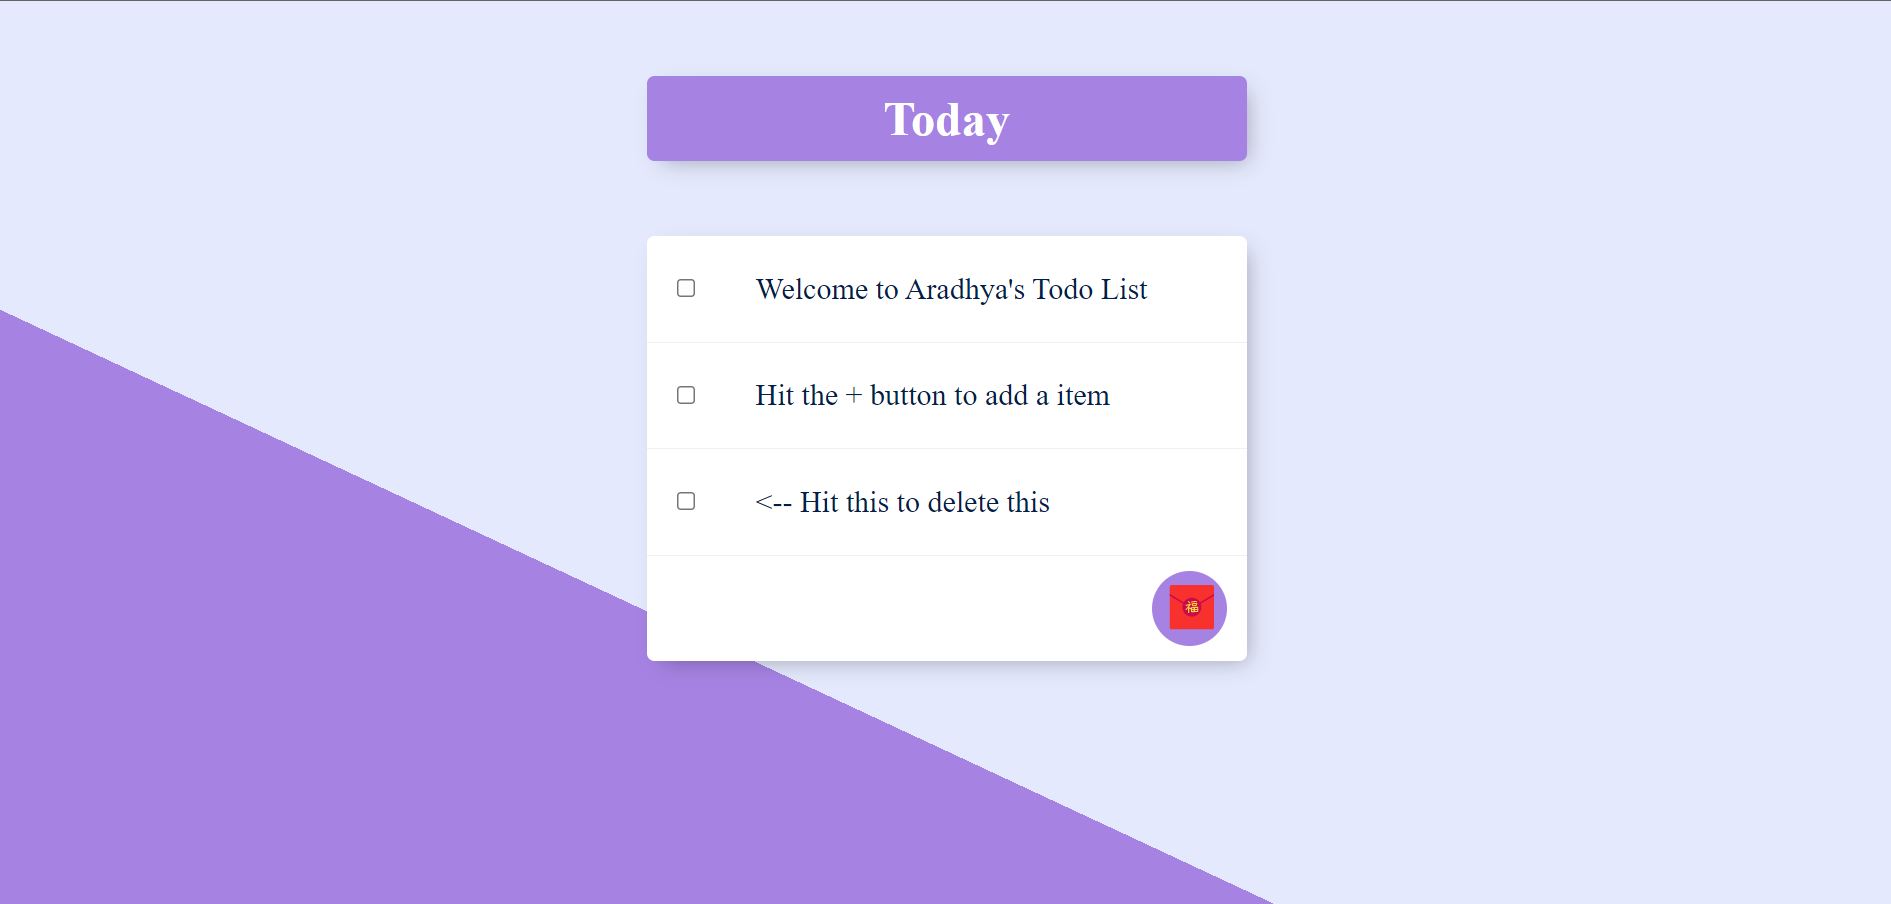 Today
Welcome to Aradhya's Todo List
Hit the + button to add a item
<-- Hit this to delete this
福